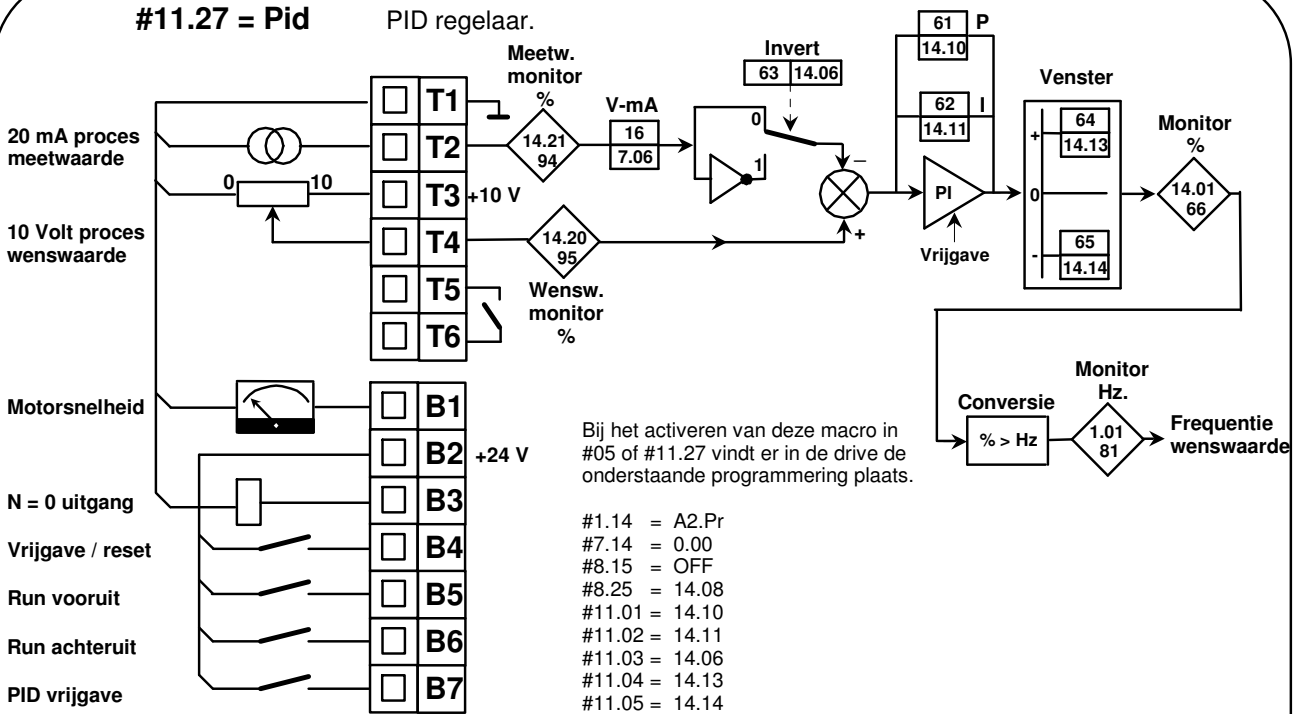 #11.27 = Pid PID regelaar.
20 mA proces
meetwaarde
10 Volt proces
wenswaarde
Motorsnelheid
N = 0 uitgang
Vrijgave / reset
Run vooruit
Run achteruit
PID vrijgave
0 10
T1
T2
T3 +10 V
T4
T5
T6
B1
B2 +24 V
B3
B4
B5
B6
B7
Meetw.
monitor
%
14.21
94
V-mA
16
7.06
14.20
95
Wensw.
monitor
%
Invert
63 14.06
0
1
–
+
61 P
14.10
62 I
14.11
PI
Vrijgave
Venster
+ 64
14.13
0
- 65
14.14
Monitor
%
14.01
66
Conversie
% > Hz
Monitor
Hz.
1.01
81
Frequentie
wenswaarde
Bij het activeren van deze macro in
#05 of #11.27 vindt er in de drive de
onderstaande programmering plaats.
#1.14 = A2.Pr
#7.14 = 0.00
#8.15 = OFF
#8.25 = 14.08
#11.01 = 14.10
#11.02 = 14.11
#11.03 = 14.06
#11.04 = 14.13
#11.05 = 14.14